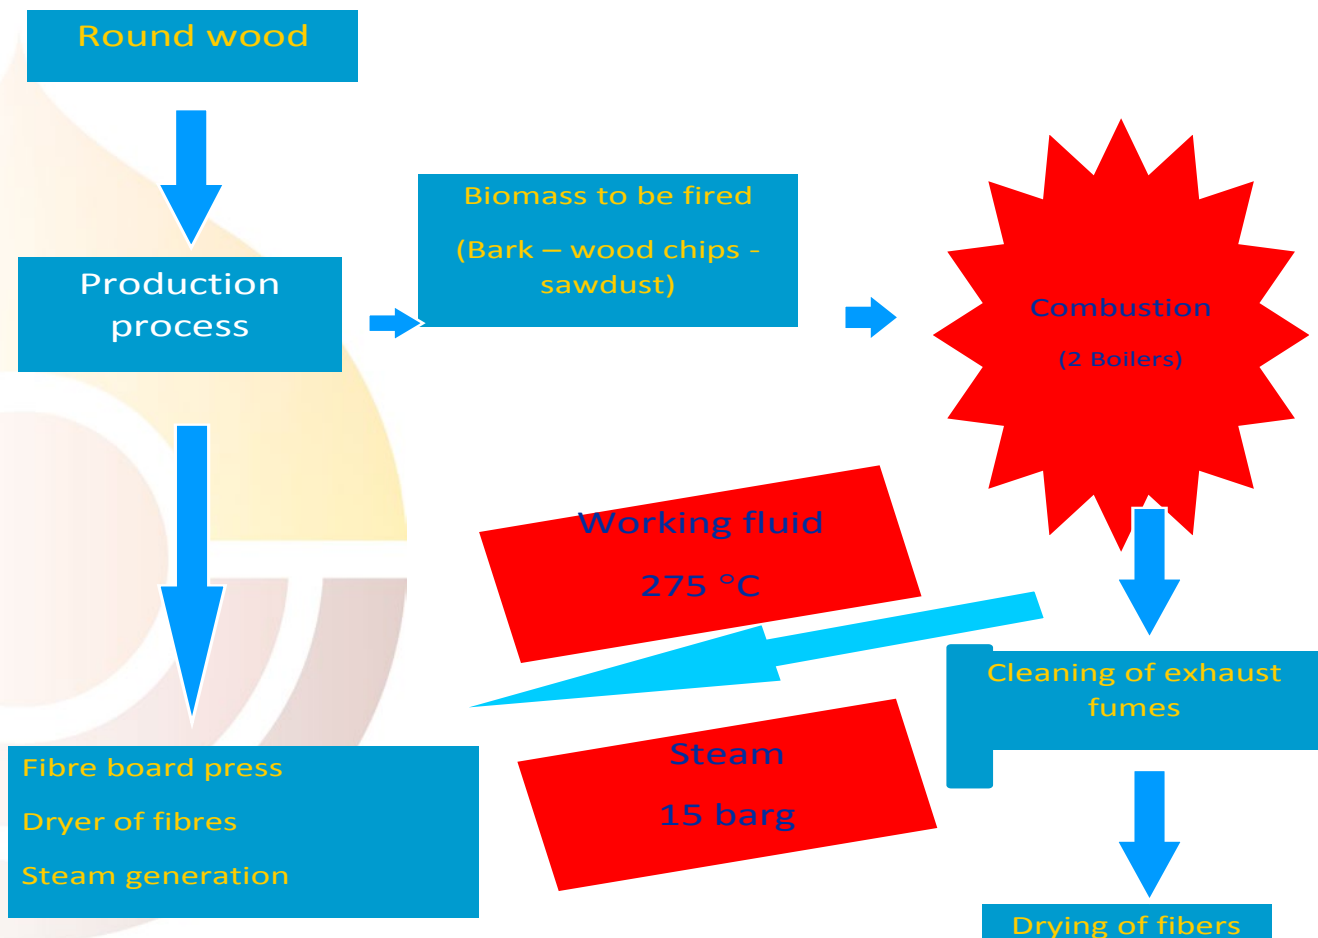 Round wood
Biomass to be fired
(Bark – wood chips -
sawdust)
Production
process
Combustion
(2 Boilers)
Working fluid
275 °C
Cleaning of exhaust
fumes
Steam
15 barg
Fibre board press
Dryer of fibres
Steam generation
Drying of fibers